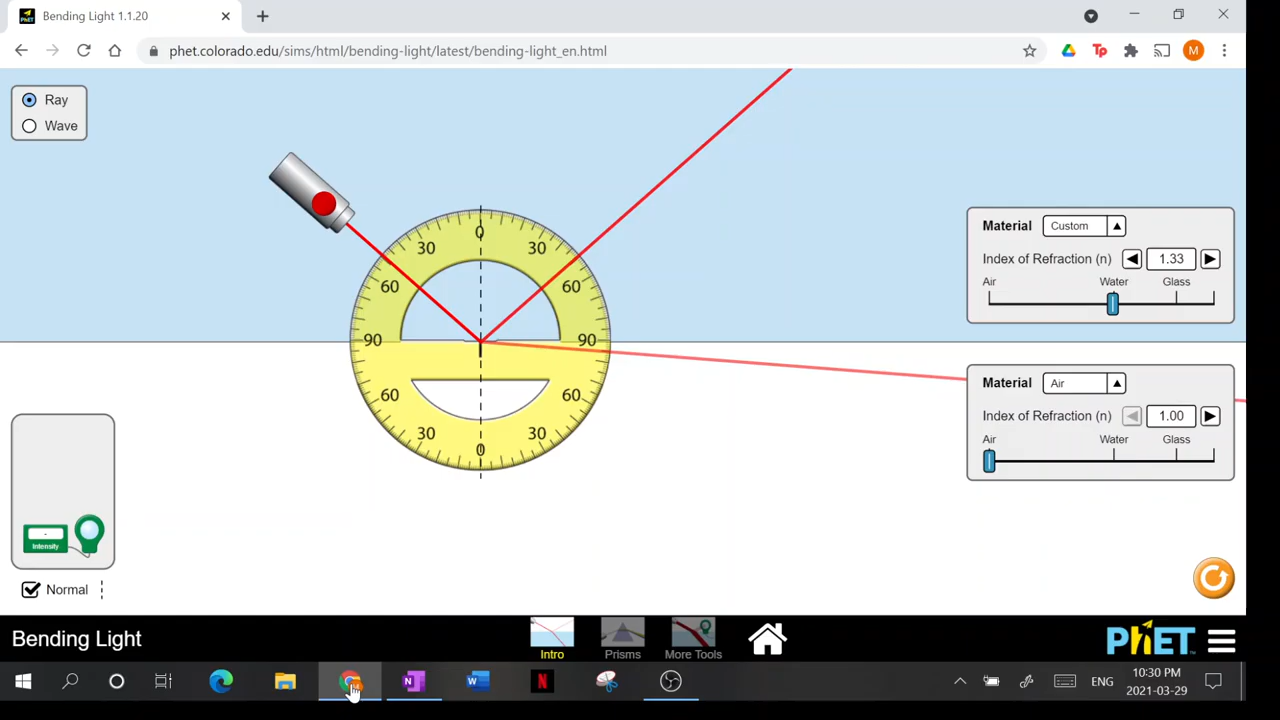 Bending Light 1.1.20
phet.colorado.edu/sims/html/bending-light/latest/bending-light_en.html
Tp
M
Ray
Wave
0
30 30
60 60
90 90
60 60
30 30
0
Material Custom
Index of Refraction (n) 1.33
Air Water Glass
Material Air
Index of Refraction (n) 1.00
Air Water Glass
-
Intensity
Normal
Bending Light
Intro
Prisms
More Tools
PhET
N
W
N
ENG
10:30 PM
2021-03-29